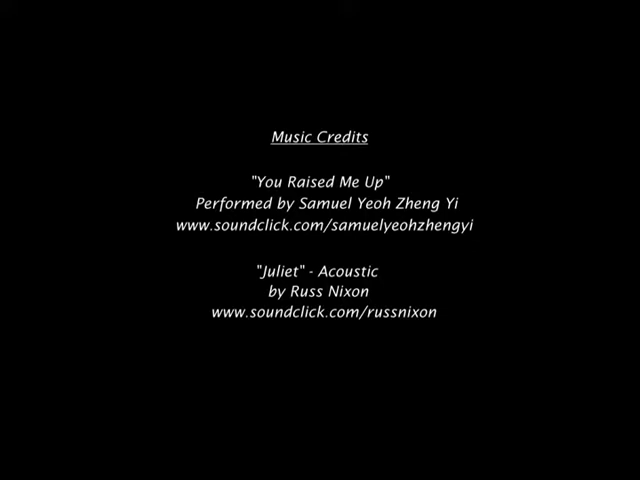 Music Credits
"You Raised Me Up"
Performed by Samuel Yeoh Zheng Yi
www.soundclick.com/samuelyeohzhengyi
"Juliet" - Acoustic
by Russ Nixon
www.soundclick.com/russnixon